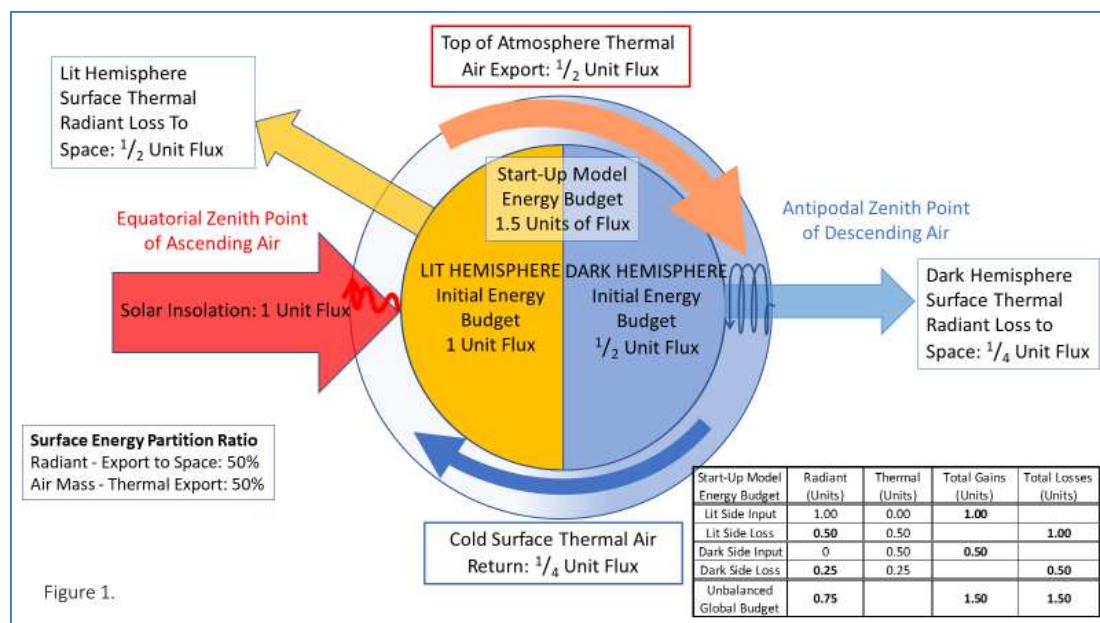 Top of Atmosphere Thermal
Air Export: 1/2 Unit Flux
Lit Hemisphere
Surface Thermal
Radiant Loss To
Space: 1/2 Unit Flux
Start-Up Model
Energy Budget
1.5 Units of Flux
Equatorial Zenith Point
of Ascending Air
Antipodal Zenith Point
of Descending Air
Solar Insolation: 1 Unit Flux
LIT HEMISPHERE
Initial Energy
Budget
1 Unit Flux
DARK HEMISPHERE
Initial Energy
Budget
1/2 Unit Flux
Dark Hemisphere
Surface Thermal
Radiant Loss to
Space: 1/4 Unit Flux
Surface Energy Partition Ratio
Radiant - Export to Space: 50%
Air Mass - Thermal Export: 50%
Cold Surface Thermal Air
Return: 1/4 Unit Flux
Start-Up Model Energy Budget Radiant (Units) Thermal (Units) Total Gains (Units) Total Losses (Units)
Lit Side Input 1.00 0.00 1.00
Lit Side Loss 0.50 0.50 1.00
Dark Side Input 0 0.50 0.50
Dark Side Loss 0.25 0.25 0.50
Unbalanced Global Budget 0.75 1.50 1.50
Figure 1.